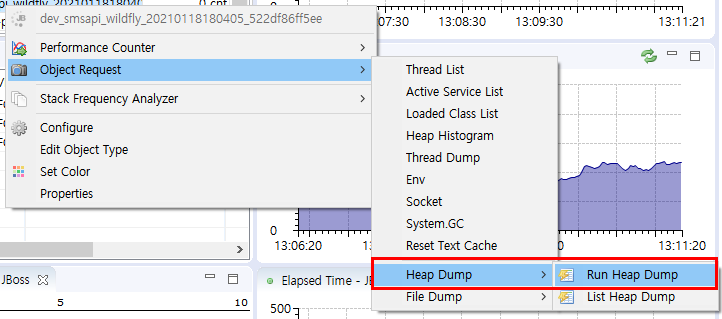 dev_smsapi_wildfly_20210118180405_522df86ff5ee
Performance Counter
Object Request
Stack Frequency Analyzer
Configure
Edit Object Type
Set Color
Properties
Thread List
Active Service List
Loaded Class List
Heap Histogram
Thread Dump
Env
Socket
System.GC
Reset Text Cache
Heap Dump
File Dump
Run Heap Dump
List Heap Dump
0
07:30 13:08:30 13:09:30 13:11:21
0
13:06:20 13:11:20
JBoss
5 10
Elapsed Time - JB
500